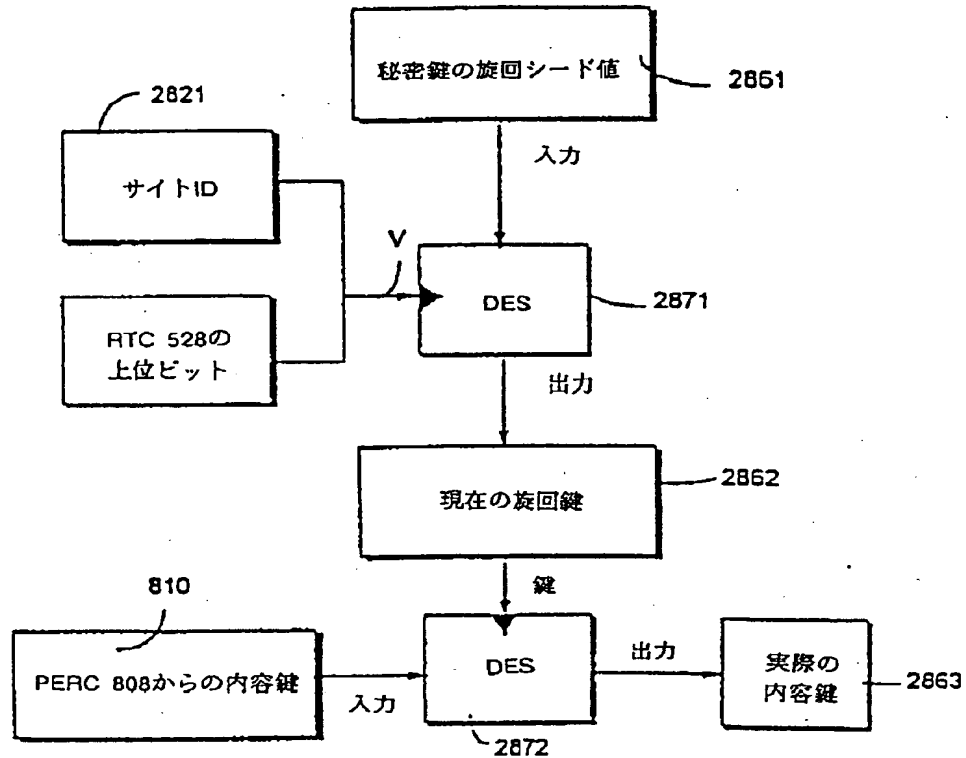 秘密鍵の旋回シード値
2861
2821
サイトID
入力
V
DES
2871
RTC 528の
上位ビット
出力
現在の旋回鍵
2862
810
鍵
PERC 808からの内容鍵
入力
DES
出力
実際の
内容鍵
2863
2872